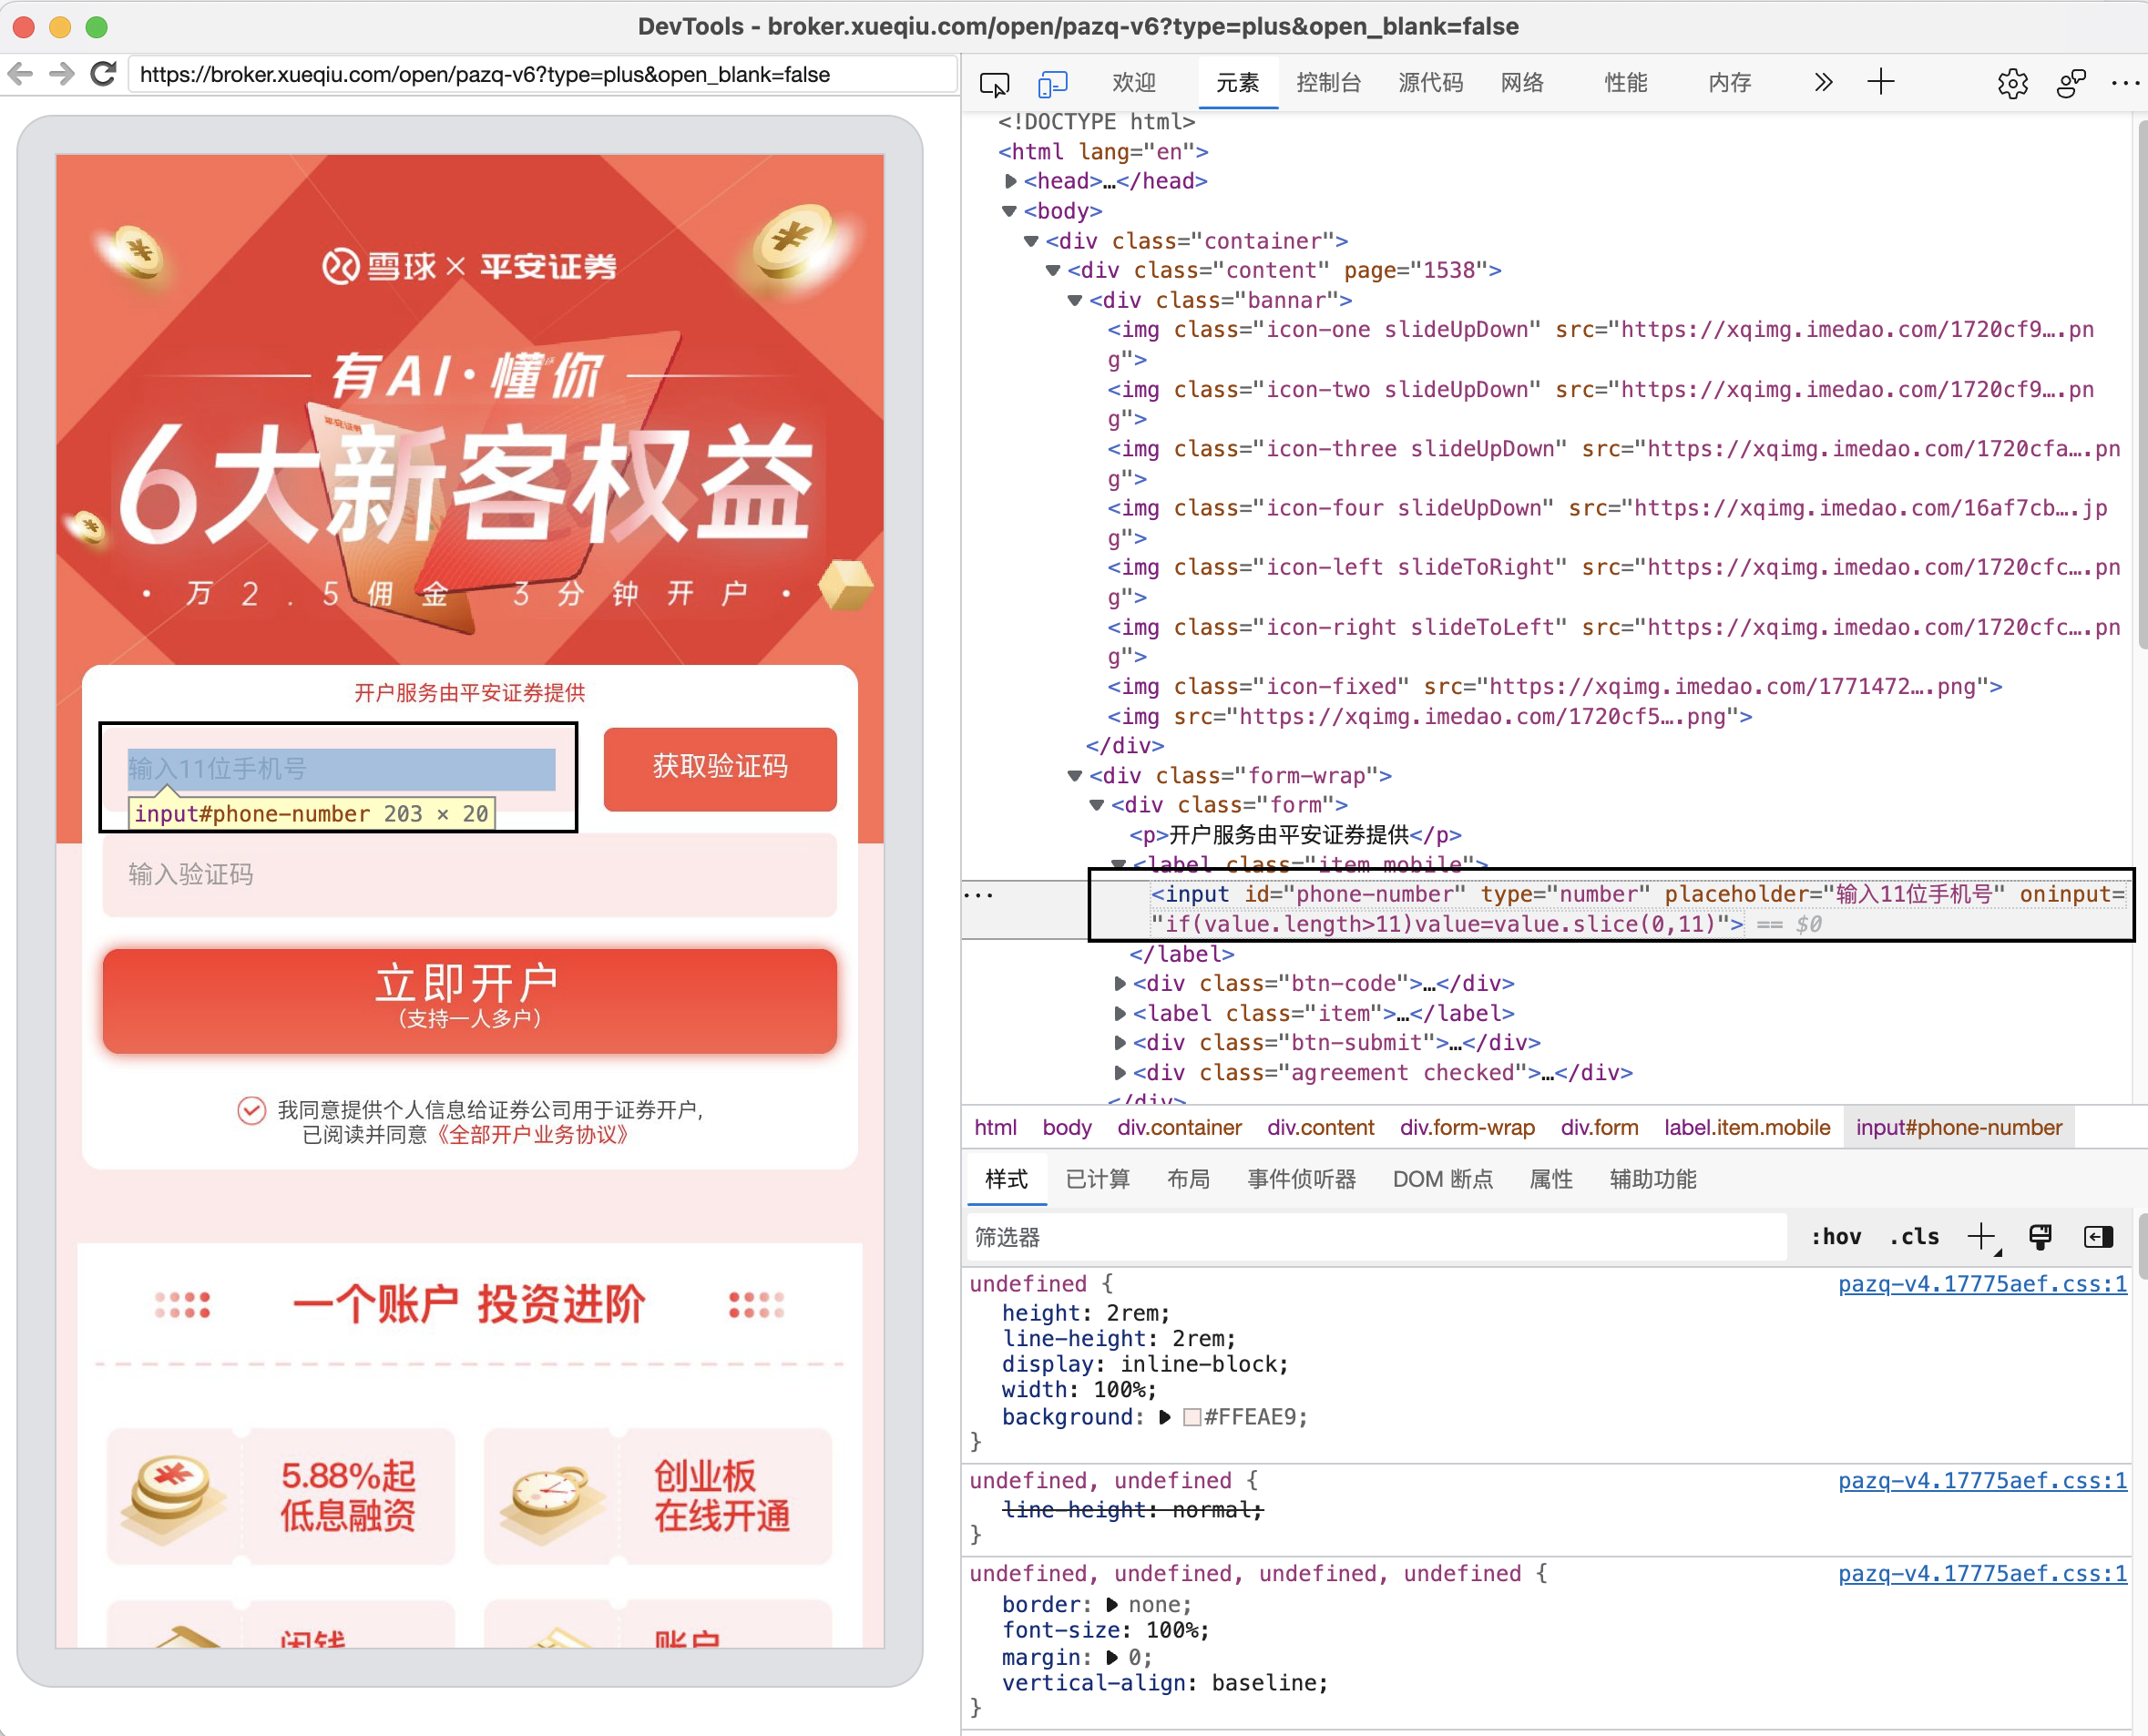 DevTools - broker.xueqiu.com/open/pazq-v6?type=plus&open_blank=false
https://broker.xueqiu.com/open/pazq-v6?type=plus&open_blank=false
雪球 × 平安证券
有AI·懂你
平安证券
6大新客权益
· 万2.5佣金 3分钟开户 ·
开户服务由平安证券提供
输入11位手机号
获取验证码
input#phone-number 203 × 20
输入验证码
立即开户
（支持一人多户）
我同意提供个人信息给证券公司用于证券开户,
已阅读并同意《全部开户业务协议》
一个账户 投资进阶
5.88%起
低息融资
创业板
在线开通
闲钱
账户
欢迎 元素 控制台 源代码 网络 性能 内存
<!DOCTYPE html>
<html lang="en">
<head>…</head>
<body>
<div class="container">
<div class="content" page="1538">
<div class="bannar">
<img class="icon-one slideUpDown" src="https://xqimg.imedao.com/1720cf9….pn
g">
<img class="icon-two slideUpDown" src="https://xqimg.imedao.com/1720cf9….pn
g">
<img class="icon-three slideUpDown" src="https://xqimg.imedao.com/1720cfa….pn
g">
<img class="icon-four slideUpDown" src="https://xqimg.imedao.com/16af7cb….jp
g">
<img class="icon-left slideToRight" src="https://xqimg.imedao.com/1720cfc….pn
g">
<img class="icon-right slideToLeft" src="https://xqimg.imedao.com/1720cfc….pn
g">
<img class="icon-fixed" src="https://xqimg.imedao.com/1771472….png">
<img src="https://xqimg.imedao.com/1720cf5….png">
</div>
<div class="form-wrap">
<div class="form">
<p>开户服务由平安证券提供</p>
<label class="item mobile">
<input id="phone-number" type="number" placeholder="输入11位手机号" oninput=
"if(value.length>11)value=value.slice(0,11)"> == $0
</label>
<div class="btn-code">…</div>
<label class="item">…</label>
<div class="btn-submit">…</div>
<div class="agreement checked">…</div>
</div>
html body div.container div.content div.form-wrap div.form label.item.mobile input#phone-number
样式 已计算 布局 事件侦听器 DOM 断点 属性 辅助功能
筛选器 :hov .cls
undefined { pazq-v4.17775aef.css:1
height: 2rem;
line-height: 2rem;
display: inline-block;
width: 100%;
background: #FFEAE9;
}
undefined, undefined { pazq-v4.17775aef.css:1
line-height: normal;
}
undefined, undefined, undefined, undefined { pazq-v4.17775aef.css:1
border: none;
font-size: 100%;
margin: 0;
vertical-align: baseline;
}